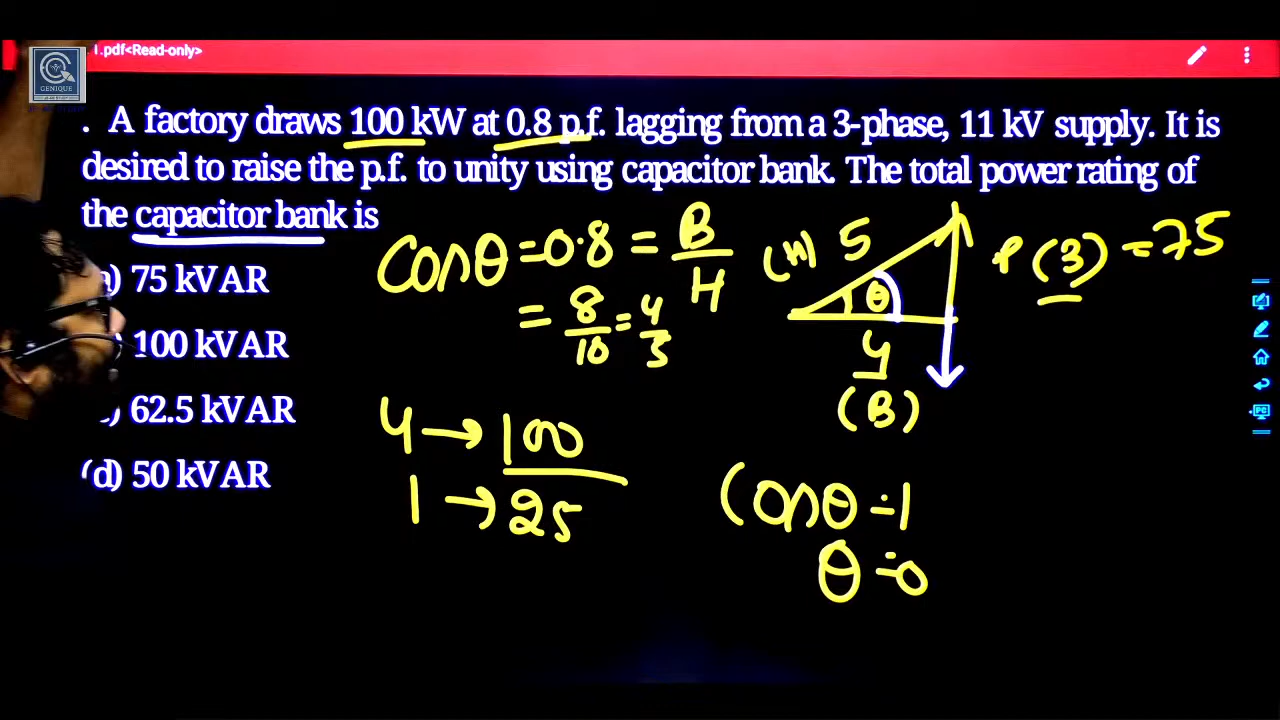 GENIQUE
1.pdf<Read-only>
. A factory draws 100 kW at 0.8 p.f. lagging from a 3-phase, 11 kV supply. It is
desired to raise the p.f. to unity using capacitor bank. The total power rating of
the capacitor bank is
) 75 kVAR
) 100 kVAR
) 62.5 kVAR
(d) 50 kVAR
Cosθ = 0.8 = B/H
= 8/10 = 4/5
(H) 5
θ
4
(B)
P (3) = 75
4 → 100
1 → 25
Cosθ = 1
θ = 0
PC